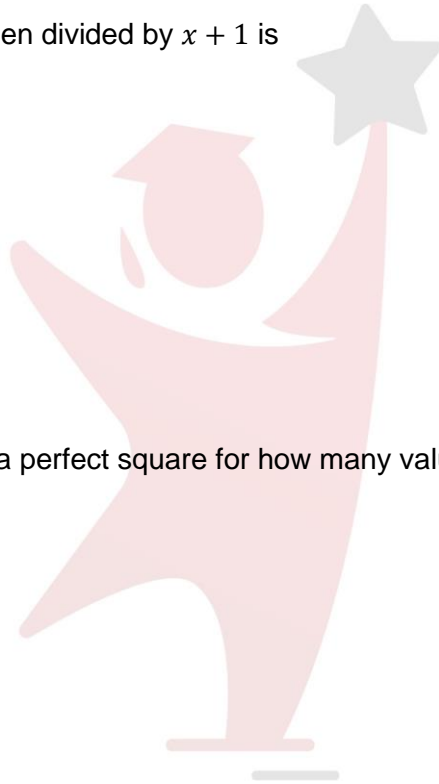 en divided by x + 1 is
a perfect square for how many val